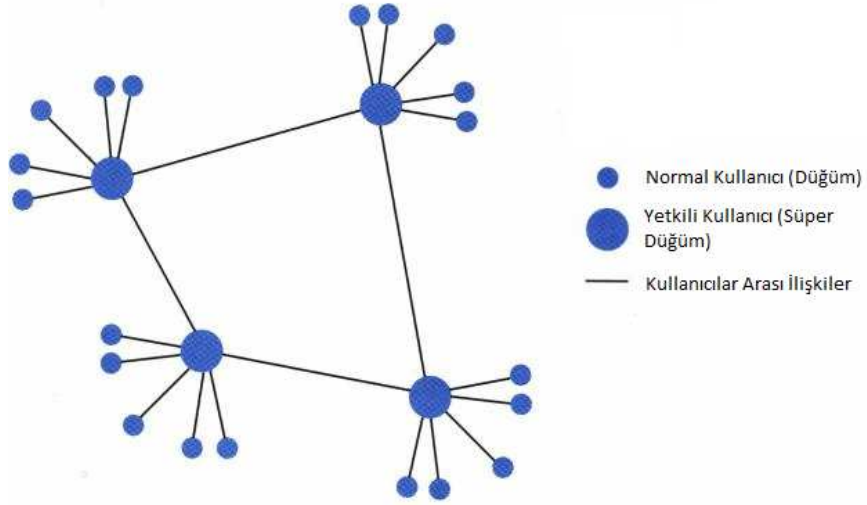 Normal Kullanıcı (Düğüm)
Yetkili Kullanıcı (Süper
Düğüm)
Kullanıcılar Arası İlişkiler